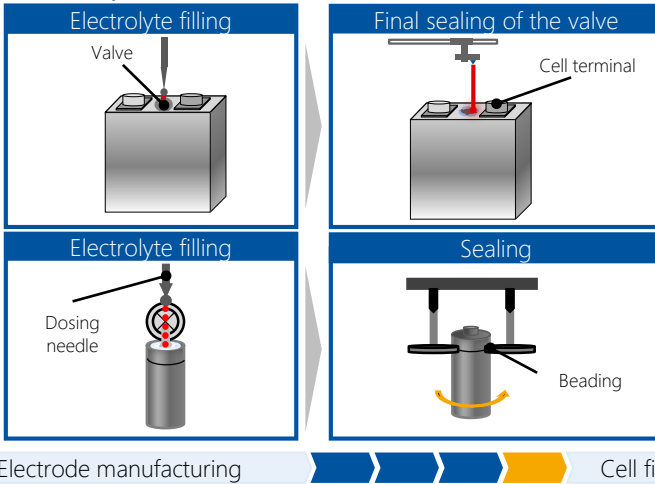 Electrolyte filling
Valve
Final sealing of the valve
Cell terminal
Electrolyte filling
Dosing
needle
Sealing
Beading
Electrode manufacturing
Cell fi